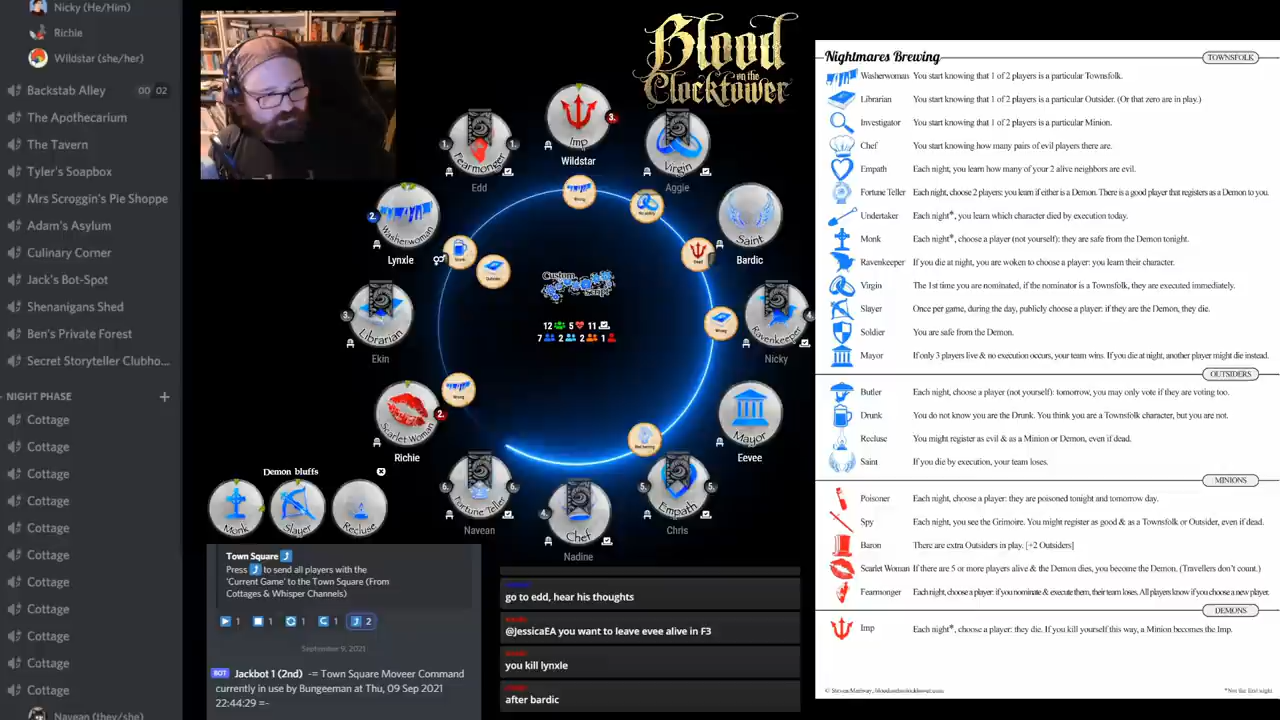 Nicky (He/Him)
Richie
Wildstar (she/her)
Backstab Alley
00 02
The Apothecarium
The Tavern
Tyler's Soapbox
Mrs Scroggin's Pie Shoppe
Adam's Asylum
Culinary Corner
Jack's Bot-Spot
Shenanigans Shed
Ben's Private Forest
Secret Storyteller Clubho...
NIGHT PHASE
Cottage
Cottage
Cottage
Cottage
Cottage
Cottage
Cottage
Cottage
Cottage
Cottage
Cottage
Navean (they/she)
Blood
on the
Clocktower
Fearmonger
Edd
Imp
Wildstar
Virgin
Aggie
Washerwoman
Lynxle
Saint
Bardic
Librarian
Ekin
Ravenkeeper
Nicky
Scarlet Woman
Richie
Mayor
Eevee
Fortune Teller
Navean
Chef
Nadine
Empath
Chris
Custom
Script
12 5 11
7 2 2 1
Demon bluffs
Monk
Slayer
Recluse
Town Square
Press to send all players with the
'Current Game' to the Town Square (From
Cottages & Whisper Channels)
1 1 1 1 2
September 9, 2021
BOT Jackbot 1 (2nd) -= Town Square Moveer Command
currently in use by Bungeeman at Thu, 09 Sep 2021
22:44:29 =-
go to edd, hear his thoughts
@JessicaEA you want to leave evee alive in F3
you kill lynxle
after bardic
Nightmares Brewing
TOWNSFOLK
Washerwoman You start knowing that 1 of 2 players is a particular Townsfolk.
Librarian You start knowing that 1 of 2 players is a particular Outsider. (Or that zero are in play.)
Investigator You start knowing that 1 of 2 players is a particular Minion.
Chef You start knowing how many pairs of evil players there are.
Empath Each night, you learn how many of your 2 alive neighbors are evil.
Fortune Teller Each night, choose 2 players: you learn if either is a Demon. There is a good player that registers as a Demon to you.
Undertaker Each night*, you learn which character died by execution today.
Monk Each night*, choose a player (not yourself): they are safe from the Demon tonight.
Ravenkeeper If you die at night, you are woken to choose a player: you learn their character.
Virgin The 1st time you are nominated, if the nominator is a Townsfolk, they are executed immediately.
Slayer Once per game, during the day, publicly choose a player: if they are the Demon, they die.
Soldier You are safe from the Demon.
Mayor If only 3 players live & no execution occurs, your team wins. If you die at night, another player might die instead.
OUTSIDERS
Butler Each night, choose a player (not yourself): tomorrow, you may only vote if they are voting too.
Drunk You do not know you are the Drunk. You think you are a Townsfolk character, but you are not.
Recluse You might register as evil & as a Minion or Demon, even if dead.
Saint If you die by execution, your team loses.
MINIONS
Poisoner Each night, choose a player: they are poisoned tonight and tomorrow day.
Spy Each night, you see the Grimoire. You might register as good & as a Townsfolk or Outsider, even if dead.
Baron There are extra Outsiders in play. [+2 Outsiders]
Scarlet Woman If there are 5 or more players alive & the Demon dies, you become the Demon. (Travellers don't count.)
Fearmonger Each night, choose a player: if you nominate & execute them, their team loses. All players know if you choose a new player.
DEMONS
Imp Each night*, choose a player: they die. If you kill yourself this way, a Minion becomes the Imp.
*Not the first night